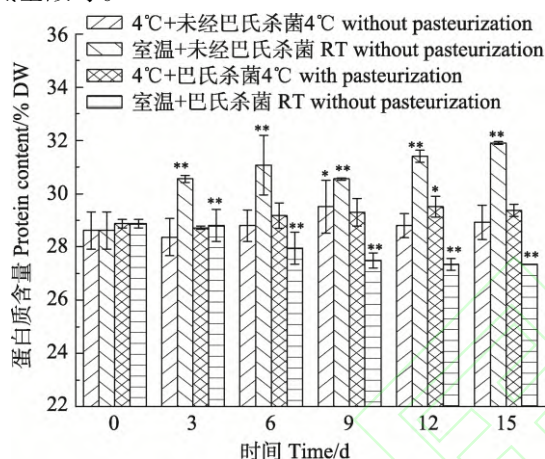 4℃+未经巴氏杀菌4℃ without pasteurization
室温+未经巴氏杀菌 RT without pasteurization
4℃+巴氏杀菌4℃ with pasteurization
室温+巴氏杀菌 RT without pasteurization
蛋白质含量 Protein content/% DW
36
34
32
30
28
26
24
22
** ** * ** ** * ** **
** ** ** ** **
0 3 6 9 12 15
时间 Time/d